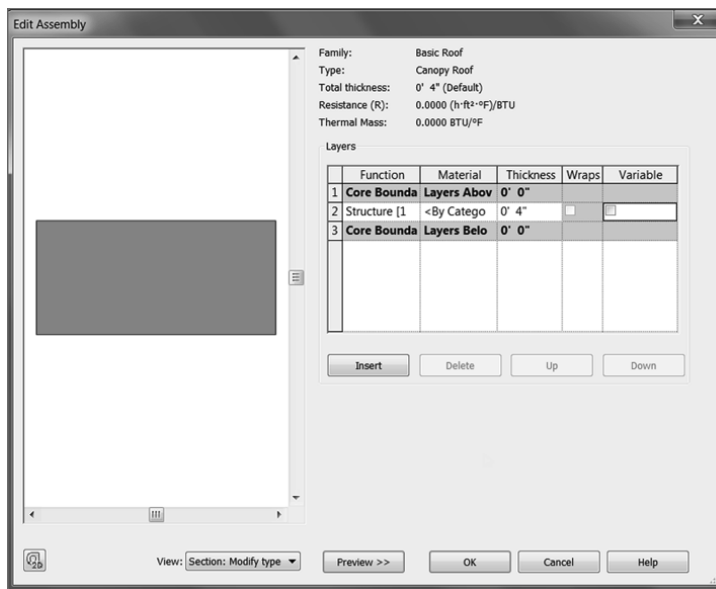 Edit Assembly
X
Family: Basic Roof
Type: Canopy Roof
Total thickness: 0' 4" (Default)
Resistance (R): 0.0000 (h·ft²·°F)/BTU
Thermal Mass: 0.0000 BTU/°F
Layers
Function Material Thickness Wraps Variable
1 Core Bounda Layers Abov 0' 0"
2 Structure [1 <By Catego 0' 4"
3 Core Bounda Layers Belo 0' 0"
Insert Delete Up Down
View: Section: Modify type Preview >> OK Cancel Help